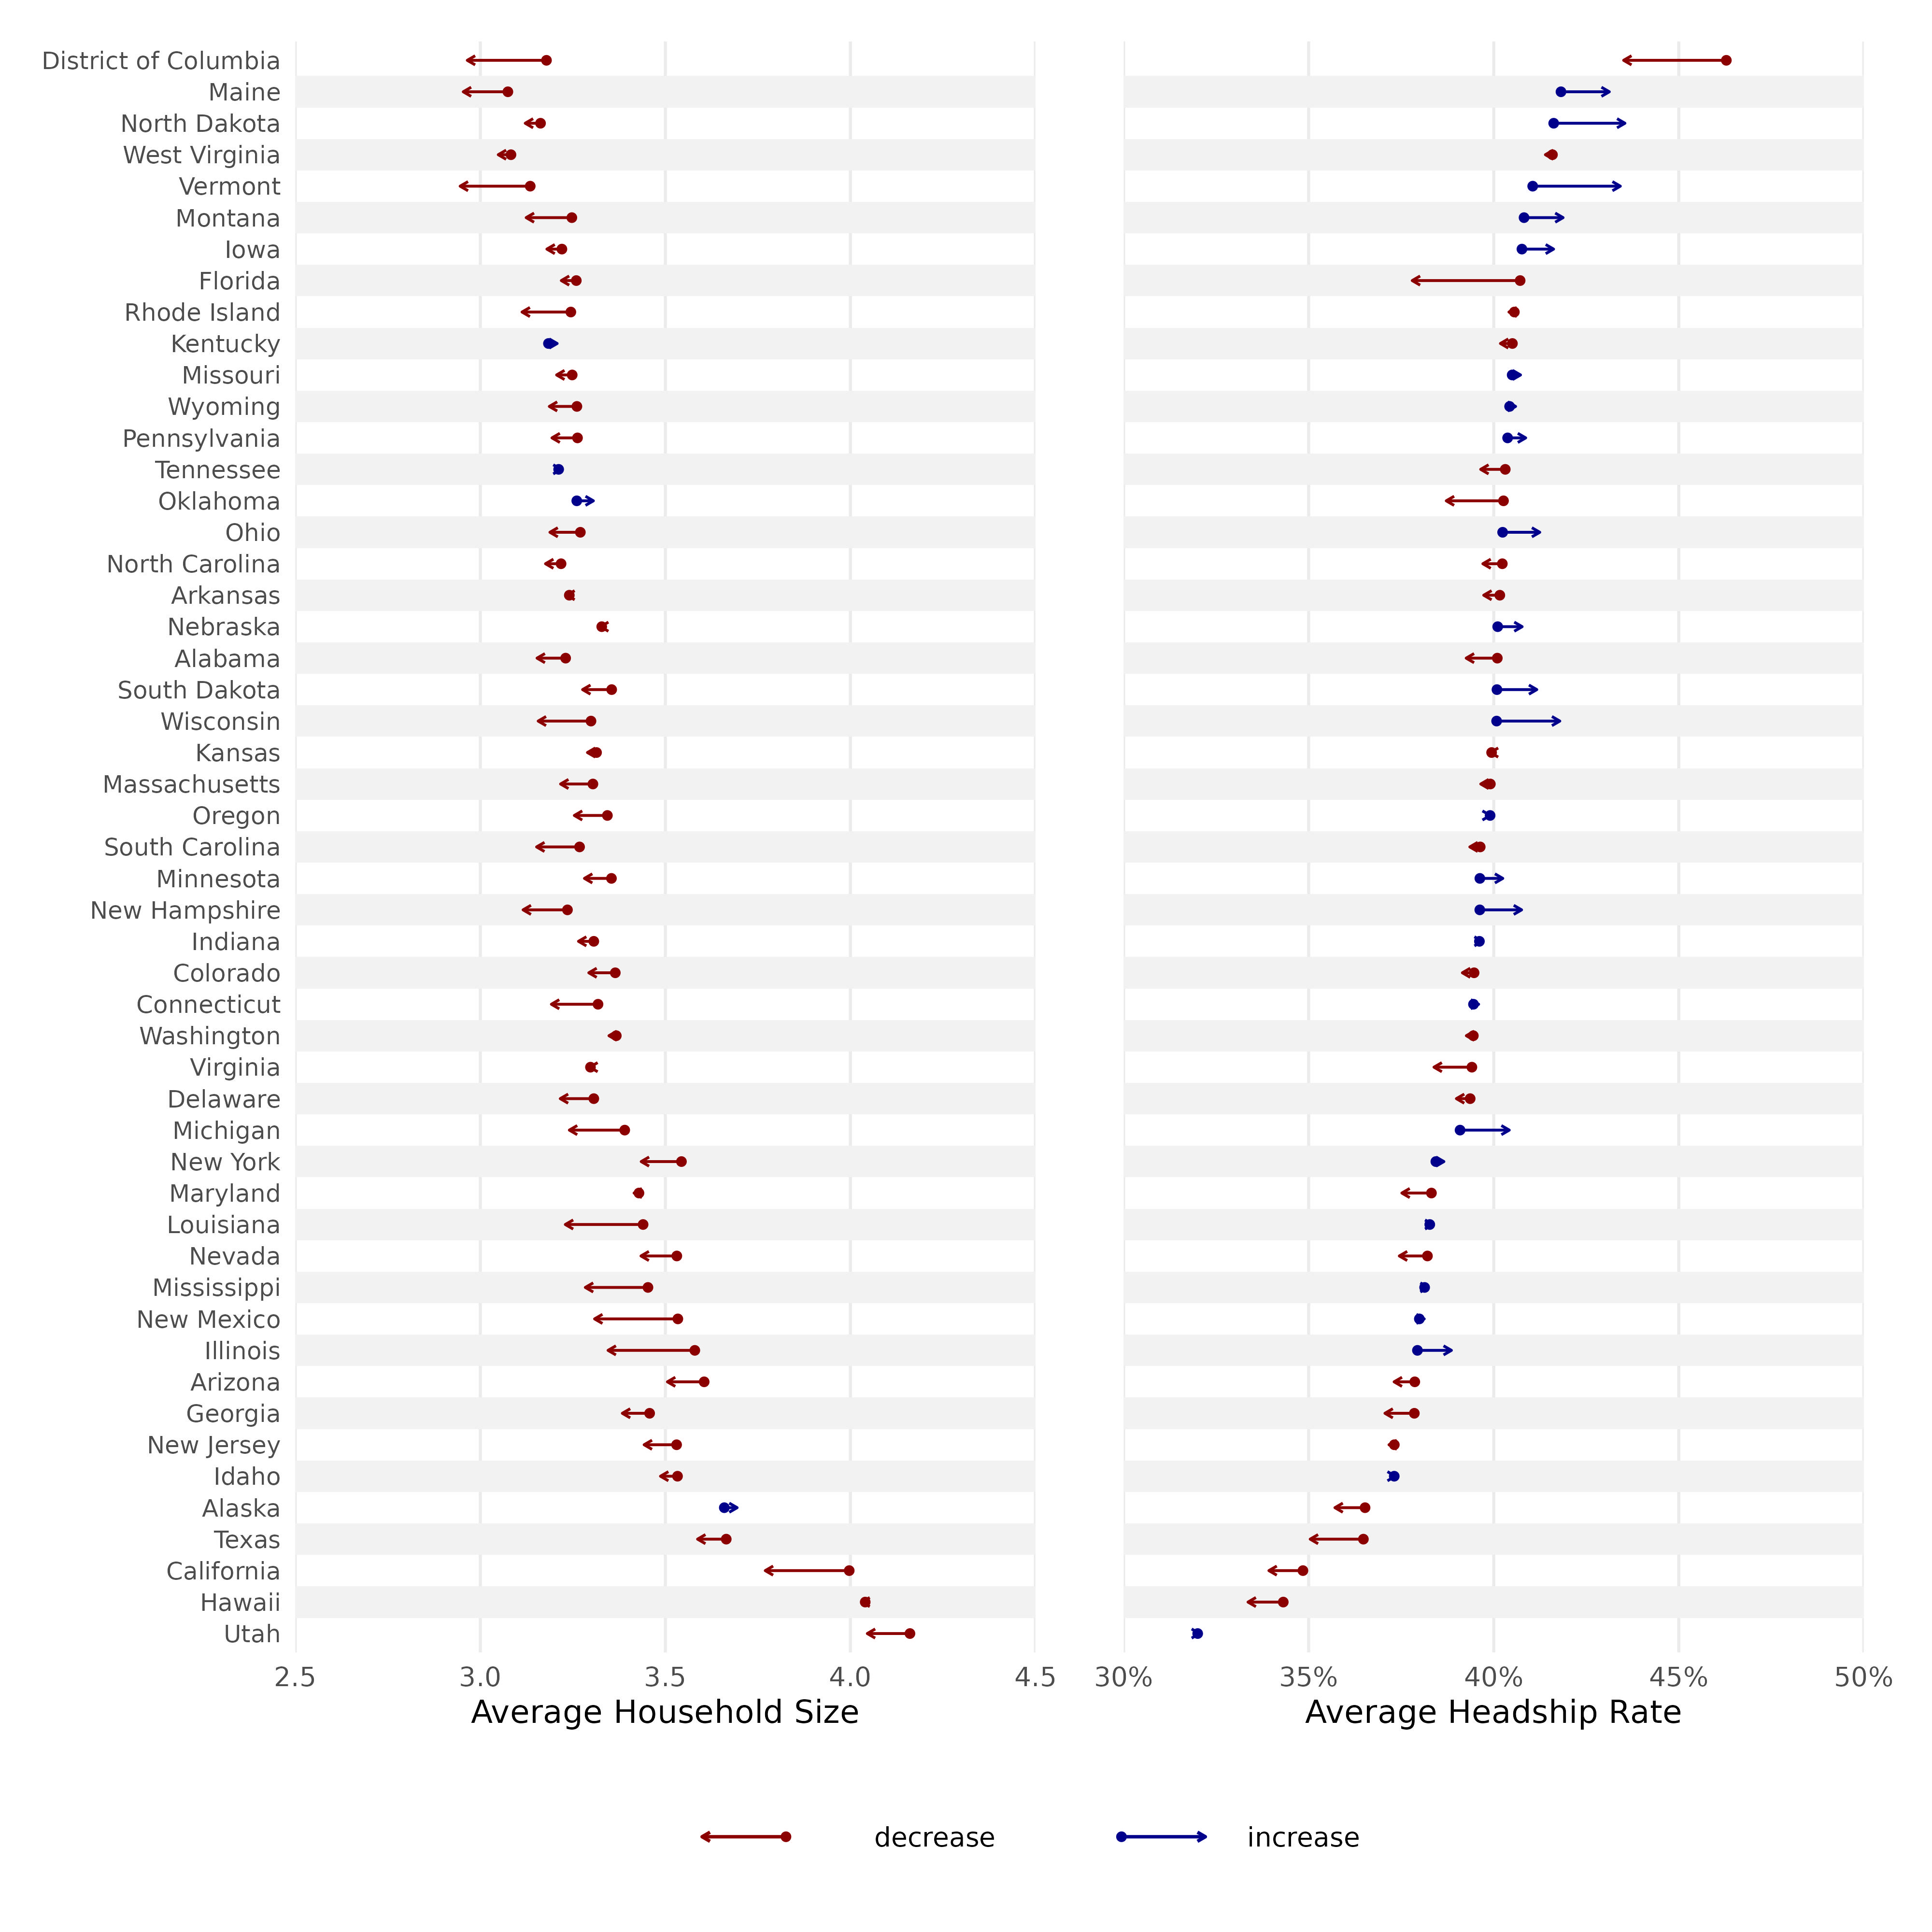 District of Columbia
Maine
North Dakota
West Virginia
Vermont
Montana
Iowa
Florida
Rhode Island
Kentucky
Missouri
Wyoming
Pennsylvania
Tennessee
Oklahoma
Ohio
North Carolina
Arkansas
Nebraska
Alabama
South Dakota
Wisconsin
Kansas
Massachusetts
Oregon
South Carolina
Minnesota
New Hampshire
Indiana
Colorado
Connecticut
Washington
Virginia
Delaware
Michigan
New York
Maryland
Louisiana
Nevada
Mississippi
New Mexico
Illinois
Arizona
Georgia
New Jersey
Idaho
Alaska
Texas
California
Hawaii
Utah
2.5 3.0 3.5 4.0 4.5 30% 35% 40% 45% 50%
Average Household Size Average Headship Rate
decrease increase